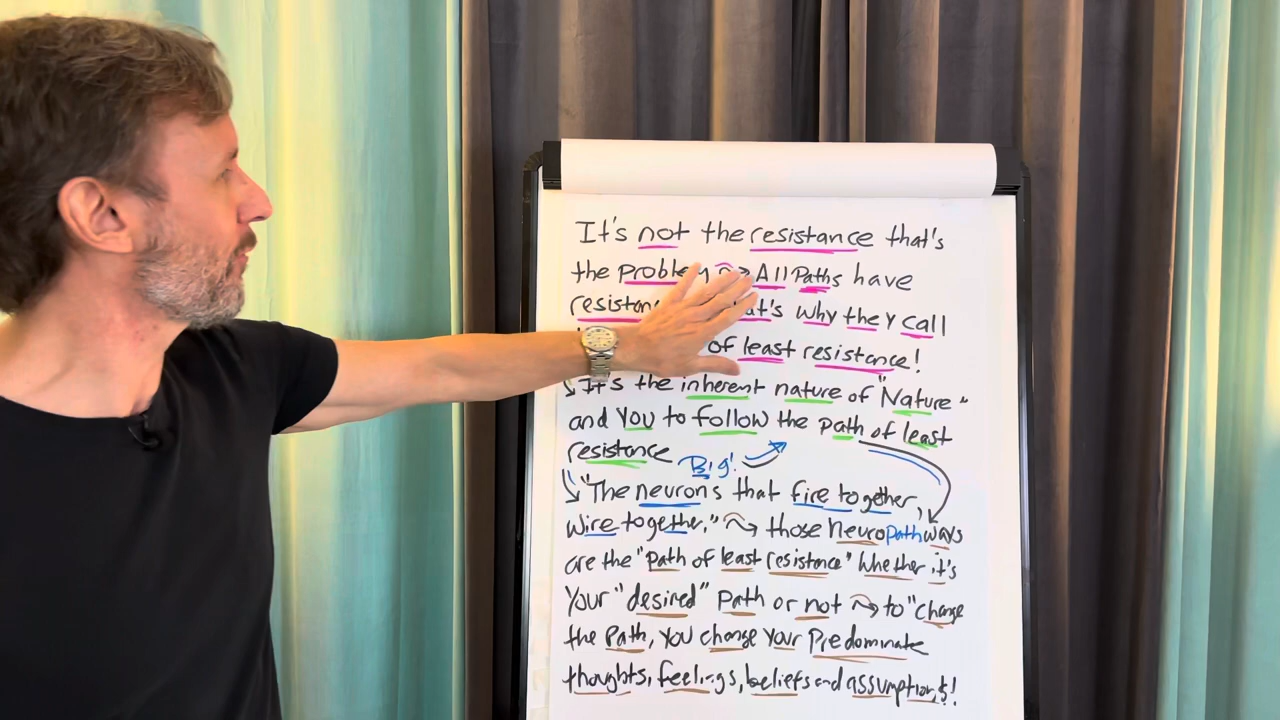 It's not the resistance that's
the problem ⤳ All Paths have
resistan at's why they call
of least resistance!
↳ It's the inherent nature of "Nature"
and You to follow the path of least
resistance Big!
↳ "The neurons that fire together,
wire together," ⤳ those neuropathways
are the "path of least resistance" whether it's
Your "desired" path or not ⤳ to "change
the Path, you change your predominate
thoughts, feelings, beliefs and assumptions!